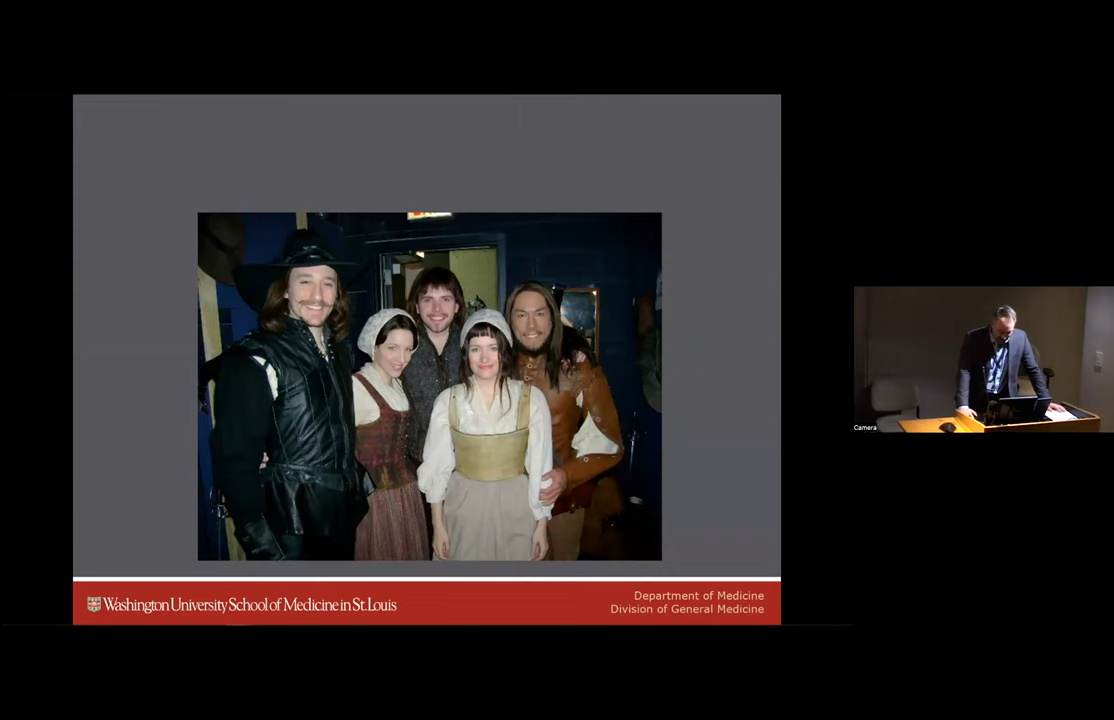 Washington University School of Medicine in St. Louis
Department of Medicine
Division of General Medicine
Camera